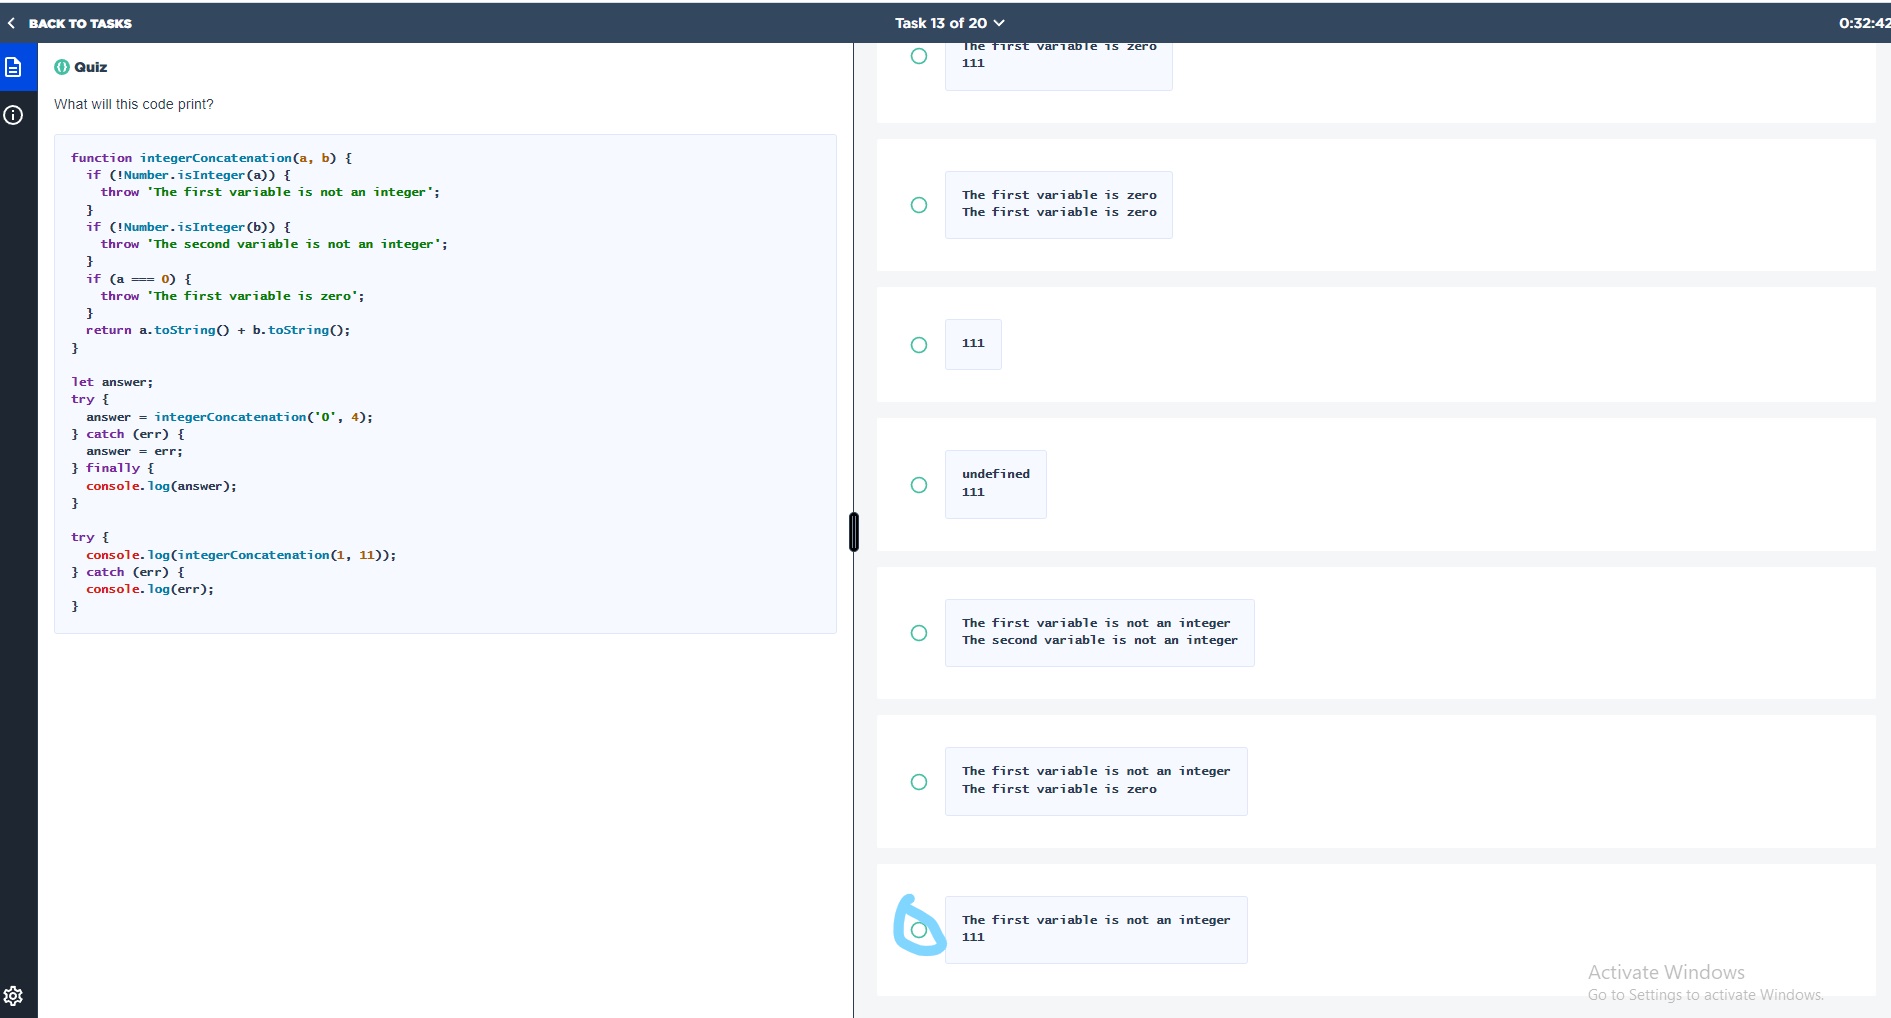 BACK TO TASKS
Task 13 of 20
0:32:42
Quiz
What will this code print?
function integerConcatenation(a, b) {
  if (!Number.isInteger(a)) {
    throw 'The first variable is not an integer';
  }
  if (!Number.isInteger(b)) {
    throw 'The second variable is not an integer';
  }
  if (a === 0) {
    throw 'The first variable is zero';
  }
  return a.toString() + b.toString();
}
let answer;
try {
  answer = integerConcatenation('0', 4);
} catch (err) {
  answer = err;
} finally {
  console.log(answer);
}
try {
  console.log(integerConcatenation(1, 11));
} catch (err) {
  console.log(err);
}
The first variable is zero
111
The first variable is zero
The first variable is zero
111
undefined
111
The first variable is not an integer
The second variable is not an integer
The first variable is not an integer
The first variable is zero
The first variable is not an integer
111
Activate Windows
Go to Settings to activate Windows.